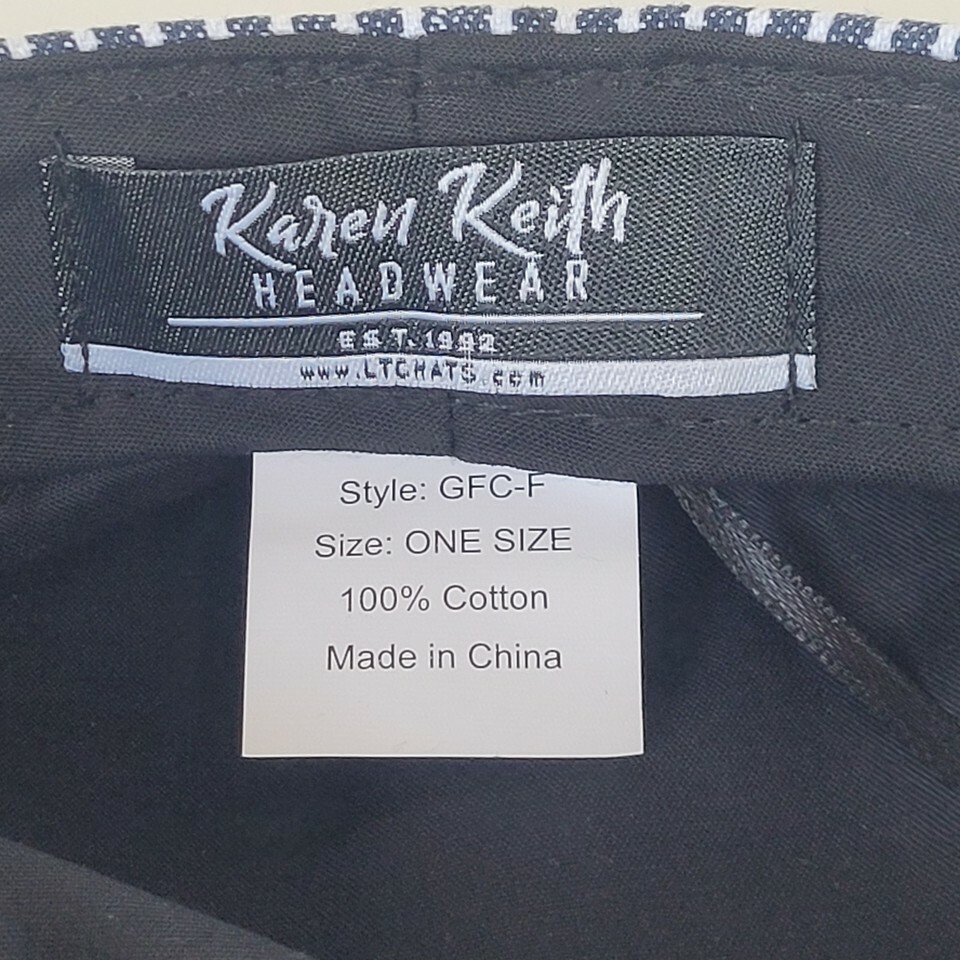 Karen Keith
HEADWEAR
EST. 1992
www.LTCHATS.com
Style: GFC-F
Size: ONE SIZE
100% Cotton
Made in China